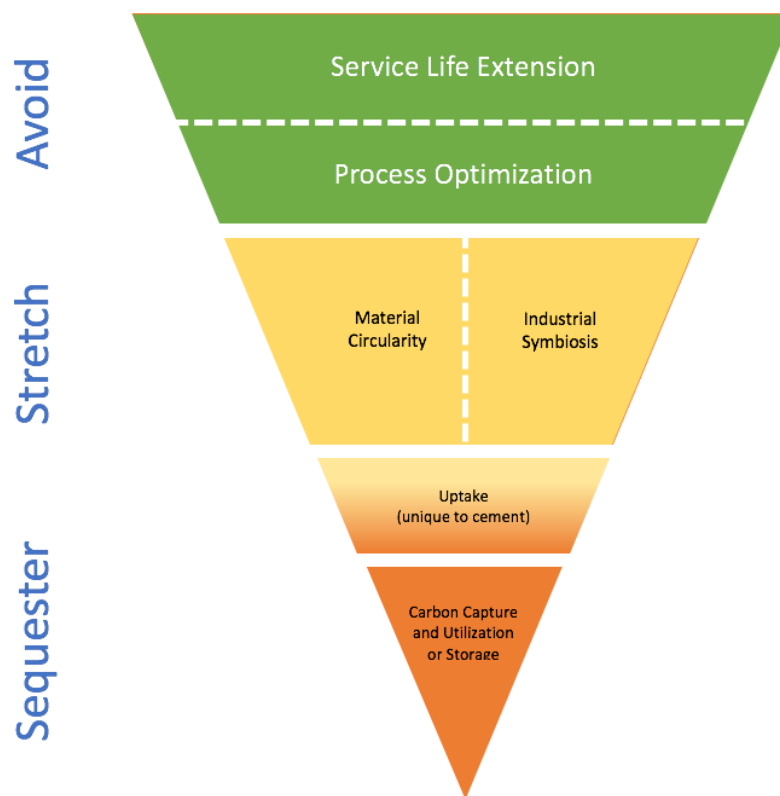 Avoid
Service Life Extension
Process Optimization
Stretch
Material
Circularity
Industrial
Symbiosis
Sequester
Uptake
(unique to cement)
Carbon Capture
and Utilization
or Storage